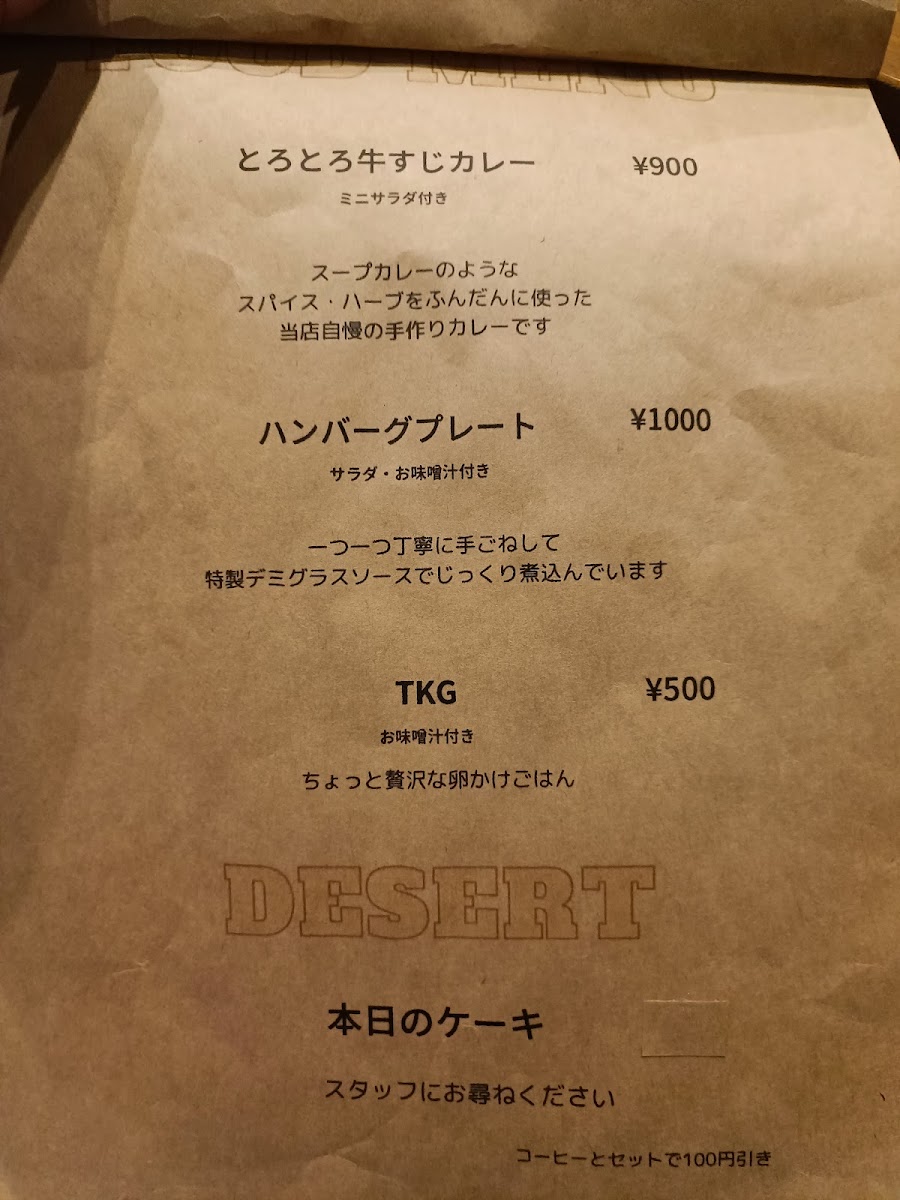 FOOD MENU
とろとろ牛すじカレー ¥900
ミニサラダ付き
スープカレーのような
スパイス・ハーブをふんだんに使った
当店自慢の手作りカレーです
ハンバーグプレート ¥1000
サラダ・お味噌汁付き
一つ一つ丁寧に手ごねして
特製デミグラスソースでじっくり煮込んでいます
TKG ¥500
お味噌汁付き
ちょっと贅沢な卵かけごはん
DESERT
本日のケーキ
スタッフにお尋ねください
コーヒーとセットで100円引き